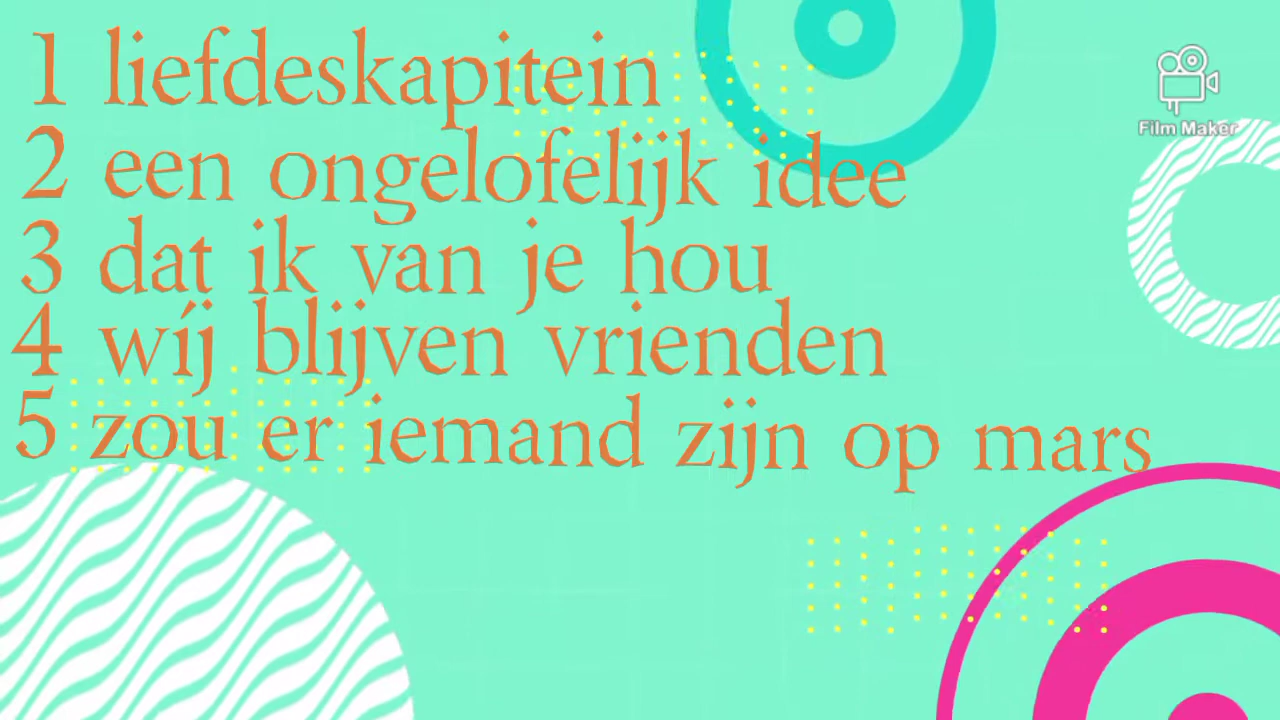 1 liefdeskapitein
Film Maker
2 een ongelofelijk idee
3 dat ik van je hou
4 wíj blijven vrienden
5 zou er iemand zijn op mars